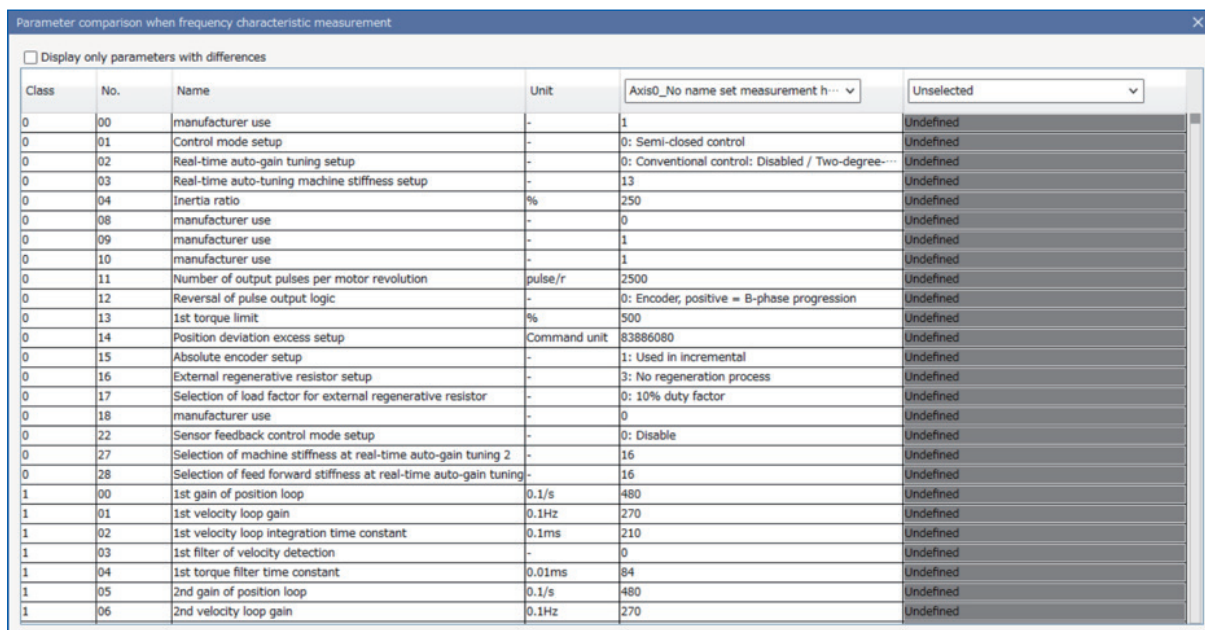 Parameter comparison when frequency characteristic measurement
Display only parameters with differences
Class No. Name Unit Axis0_No name set measurement h··· Unselected
0 00 manufacturer use - 1 Undefined
0 01 Control mode setup - 0: Semi-closed control Undefined
0 02 Real-time auto-gain tuning setup - 0: Conventional control: Disabled / Two-degree-··· Undefined
0 03 Real-time auto-tuning machine stiffness setup - 13 Undefined
0 04 Inertia ratio % 250 Undefined
0 08 manufacturer use - 0 Undefined
0 09 manufacturer use - 1 Undefined
0 10 manufacturer use - 1 Undefined
0 11 Number of output pulses per motor revolution pulse/r 2500 Undefined
0 12 Reversal of pulse output logic - 0: Encoder, positive = B-phase progression Undefined
0 13 1st torque limit % 500 Undefined
0 14 Position deviation excess setup Command unit 83886080 Undefined
0 15 Absolute encoder setup - 1: Used in incremental Undefined
0 16 External regenerative resistor setup - 3: No regeneration process Undefined
0 17 Selection of load factor for external regenerative resistor - 0: 10% duty factor Undefined
0 18 manufacturer use - 0 Undefined
0 22 Sensor feedback control mode setup - 0: Disable Undefined
0 27 Selection of machine stiffness at real-time auto-gain tuning 2 - 16 Undefined
0 28 Selection of feed forward stiffness at real-time auto-gain tuning - 16 Undefined
1 00 1st gain of position loop 0.1/s 480 Undefined
1 01 1st velocity loop gain 0.1Hz 270 Undefined
1 02 1st velocity loop integration time constant 0.1ms 210 Undefined
1 03 1st filter of velocity detection - 0 Undefined
1 04 1st torque filter time constant 0.01ms 84 Undefined
1 05 2nd gain of position loop 0.1/s 480 Undefined
1 06 2nd velocity loop gain 0.1Hz 270 Undefined